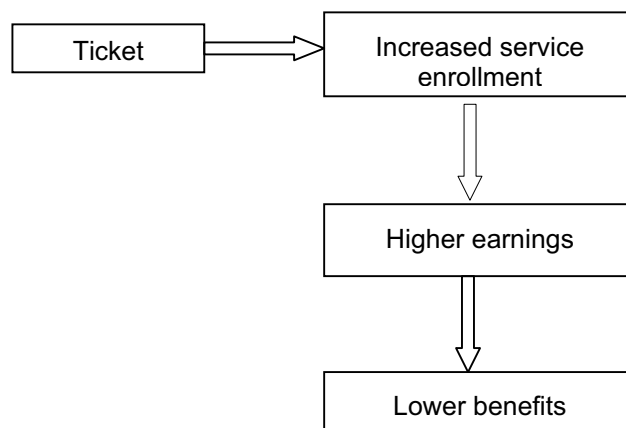 Ticket
Increased service
enrollment
Higher earnings
Lower benefits